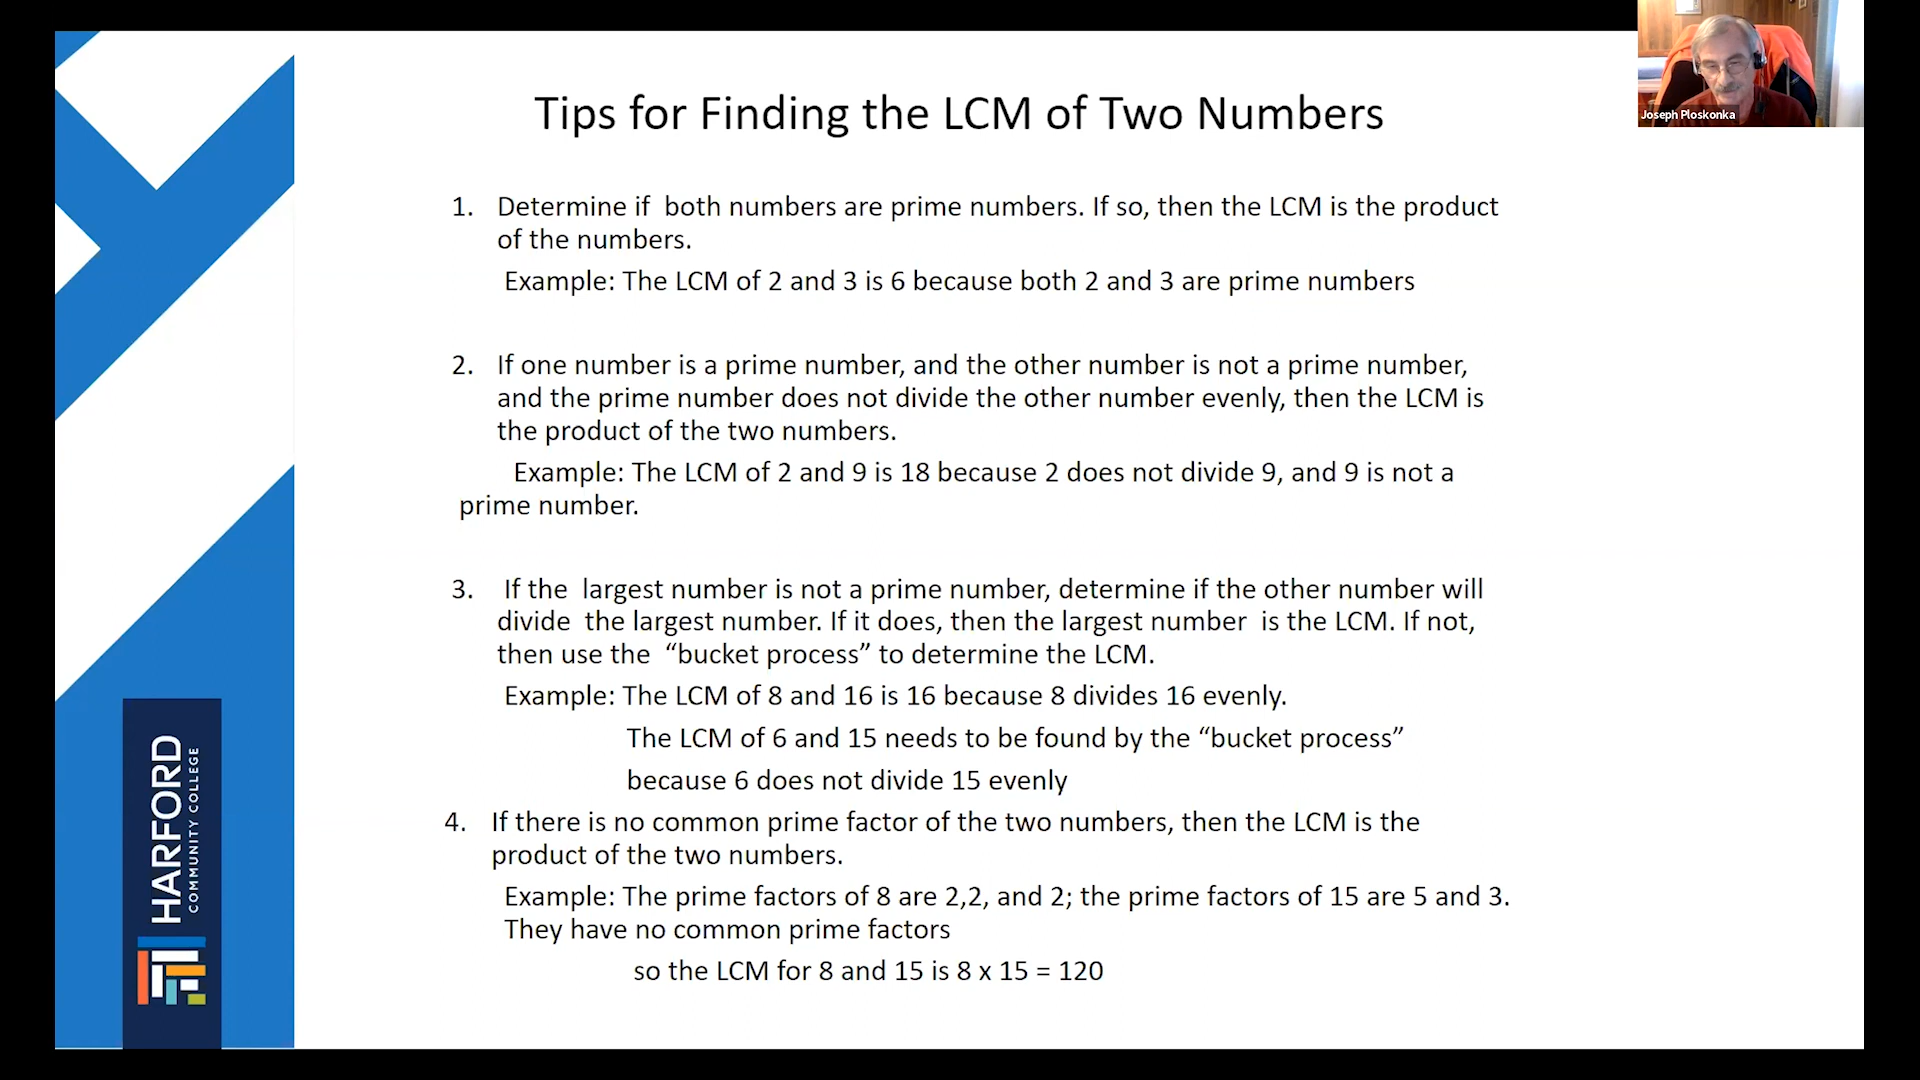 Joseph Ploskonka
Tips for Finding the LCM of Two Numbers
1. Determine if both numbers are prime numbers. If so, then the LCM is the product
of the numbers.
Example: The LCM of 2 and 3 is 6 because both 2 and 3 are prime numbers
2. If one number is a prime number, and the other number is not a prime number,
and the prime number does not divide the other number evenly, then the LCM is
the product of the two numbers.
Example: The LCM of 2 and 9 is 18 because 2 does not divide 9, and 9 is not a
prime number.
3. If the largest number is not a prime number, determine if the other number will
divide the largest number. If it does, then the largest number is the LCM. If not,
then use the “bucket process” to determine the LCM.
Example: The LCM of 8 and 16 is 16 because 8 divides 16 evenly.
The LCM of 6 and 15 needs to be found by the “bucket process”
because 6 does not divide 15 evenly
4. If there is no common prime factor of the two numbers, then the LCM is the
product of the two numbers.
Example: The prime factors of 8 are 2,2, and 2; the prime factors of 15 are 5 and 3.
They have no common prime factors
so the LCM for 8 and 15 is 8 x 15 = 120
HARFORD
COMMUNITY COLLEGE